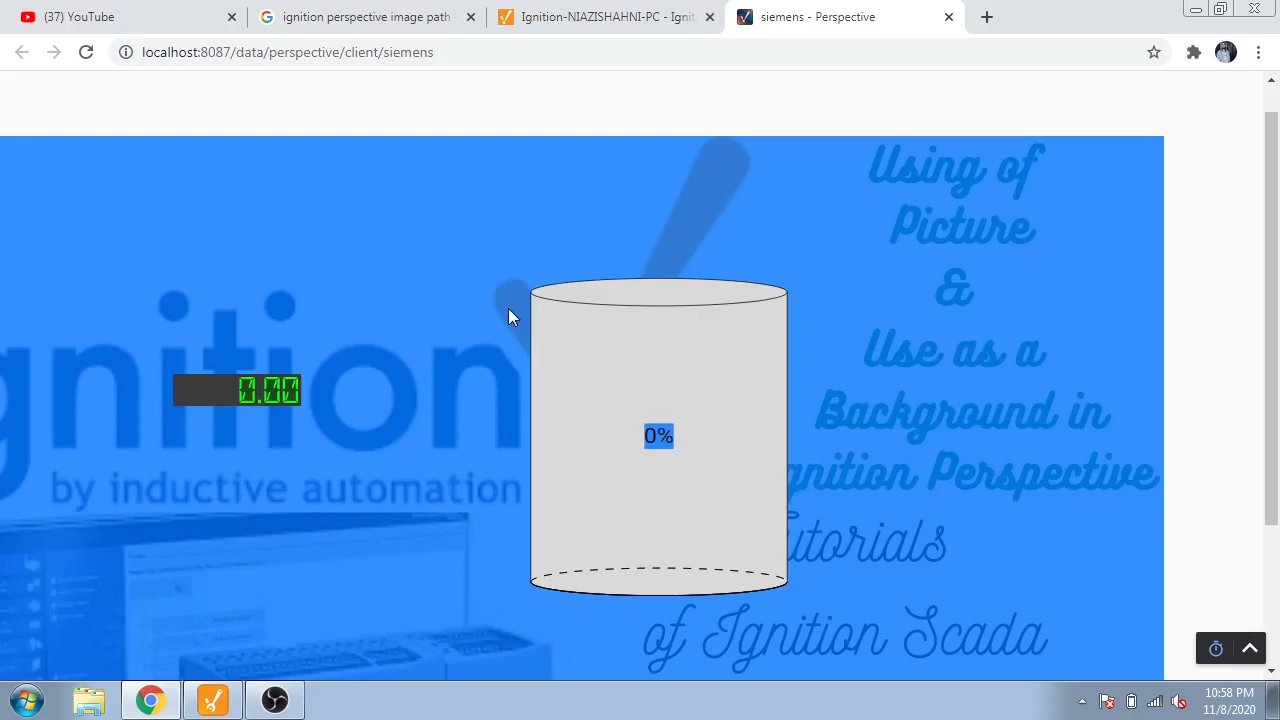 (37) YouTube
ignition perspective image path -
Ignition-NIAZISHAHNI-PC - Ignit
siemens - Perspective
localhost:8087/data/perspective/client/siemens
Using of
Picture
&
Use as a
Background in
gnition Perspective
utorials
of Ignition Scada
gnition
by inductive automation
0.00
0%
10:58 PM
11/8/2020